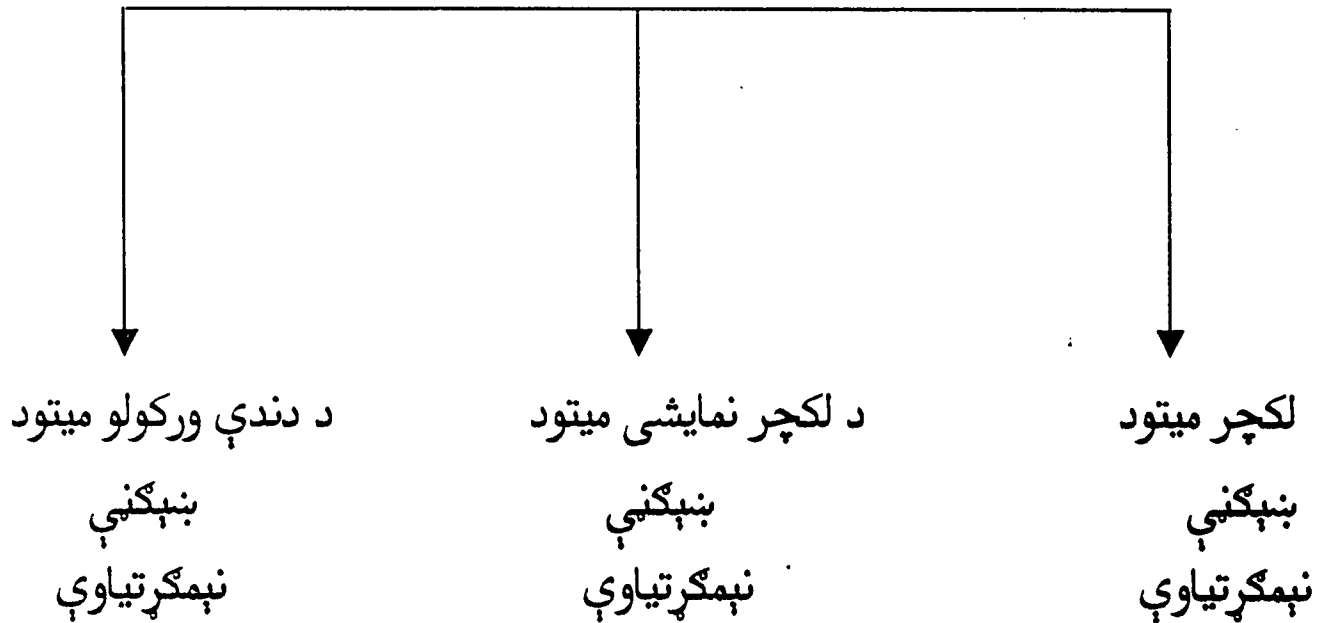 لکچر میتود
ښېګڼې
نېمګړتیاوې
د لکچر نمایشی میتود
ښېګڼې
نېمګړتیاوې
د دندې ورکولو میتود
ښېګڼې
نېمګړتیاوې